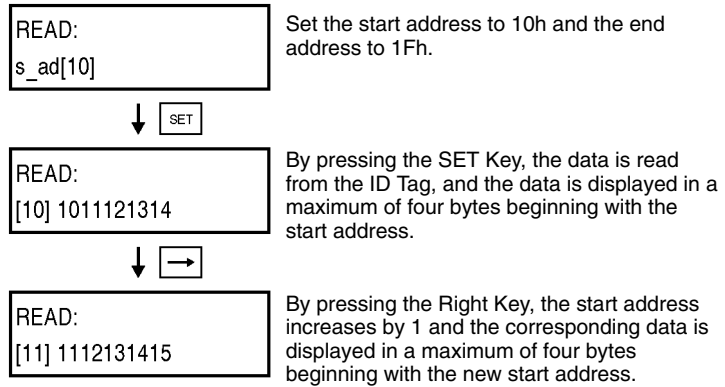 READ:
s_ad[10]
Set the start address to 10h and the end
address to 1Fh.
SET
READ:
[10] 1011121314
By pressing the SET Key, the data is read
from the ID Tag, and the data is displayed in a
maximum of four bytes beginning with the
start address.
READ:
[11] 1112131415
By pressing the Right Key, the start address
increases by 1 and the corresponding data is
displayed in a maximum of four bytes
beginning with the new start address.